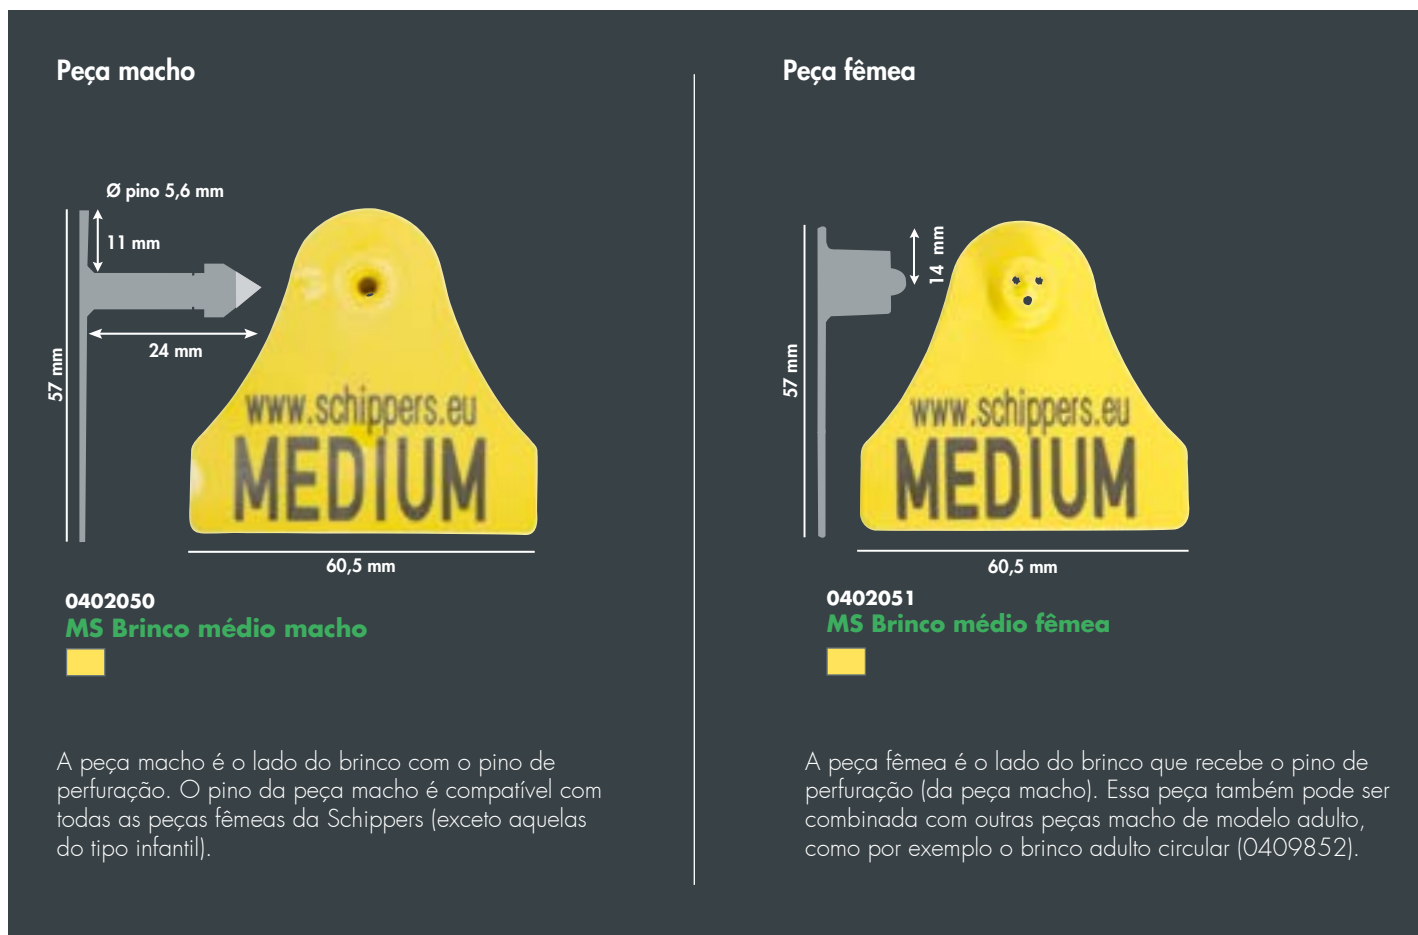 Peça macho
Ø pino 5,6 mm
11 mm
24 mm
57 mm
www.schippers.eu
MEDIUM
60,5 mm
0402050
MS Brinco médio macho
A peça macho é o lado do brinco com o pino de
perfuração. O pino da peça macho é compatível com
todas as peças fêmeas da Schippers (exceto aquelas
do tipo infantil).
Peça fêmea
14 mm
57 mm
www.schippers.eu
MEDIUM
60,5 mm
0402051
MS Brinco médio fêmea
A peça fêmea é o lado do brinco que recebe o pino de
perfuração (da peça macho). Essa peça também pode ser
combinada com outras peças macho de modelo adulto,
como por exemplo o brinco adulto circular (0409852).